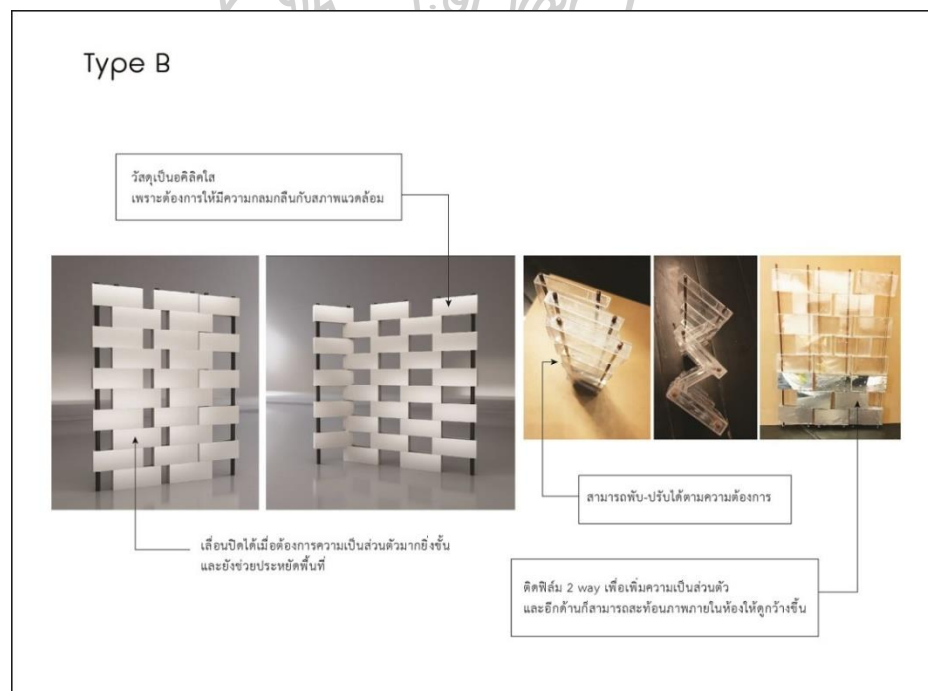 Type B
วัสดุเป็นอคิลิคใส
เพราะต้องการให้มีความกลมกลืนกับสภาพแวดล้อม
สามารถพับ-ปรับได้ตามความต้องการ
เลื่อนปิดได้เมื่อต้องการความเป็นส่วนตัวมากยิ่งขึ้น
และยังช่วยประหยัดพื้นที่
ติดฟิล์ม 2 way เพื่อเพิ่มความเป็นส่วนตัว
และอีกด้านก็สามารถสะท้อนภาพภายในห้องให้ดูกว้างขึ้น